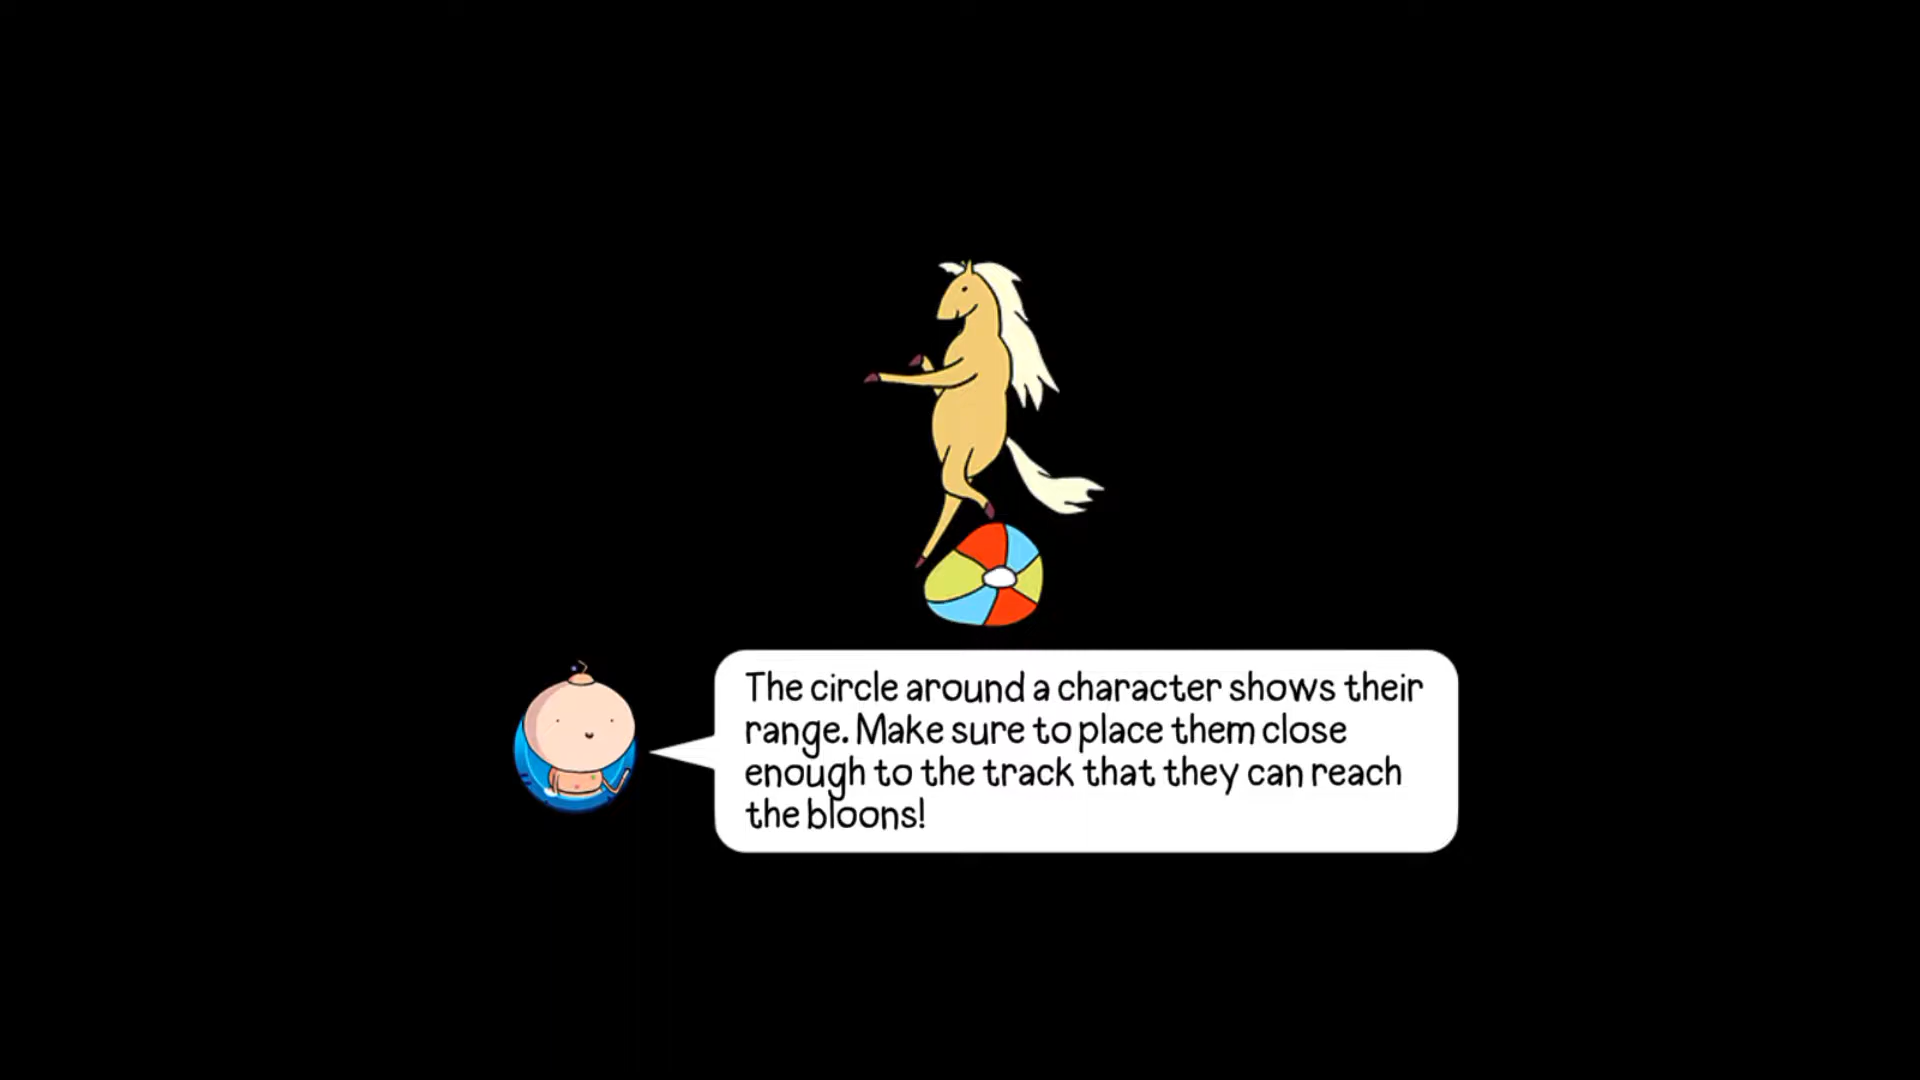 The circle around a character shows their
range. Make sure to place them close
enough to the track that they can reach
the bloons!